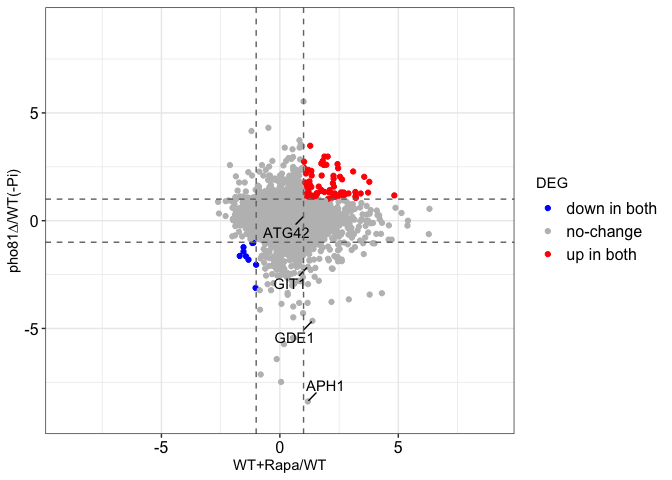 5
0
-5
pho81Δ/WT(-Pi)
ATG42
GIT1
GDE1
APH1
-5
0
5
WT+Rapa/WT
DEG
down in both
no-change
up in both